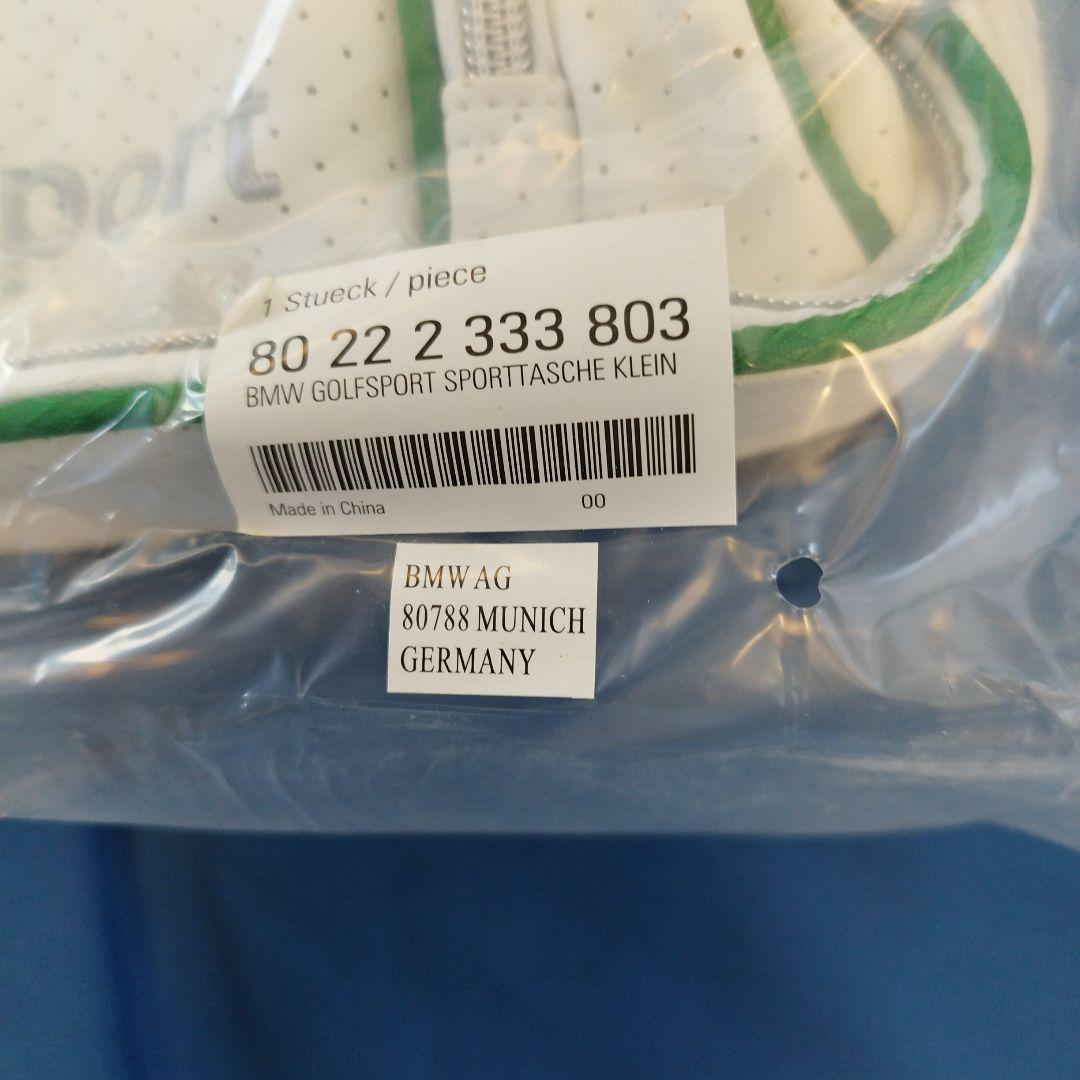 port
1 Stueck / piece
80 22 2 333 803
BMW GOLFSPORT SPORTTASCHE KLEIN
Made in China 00
BMW AG
80788 MUNICH
GERMANY